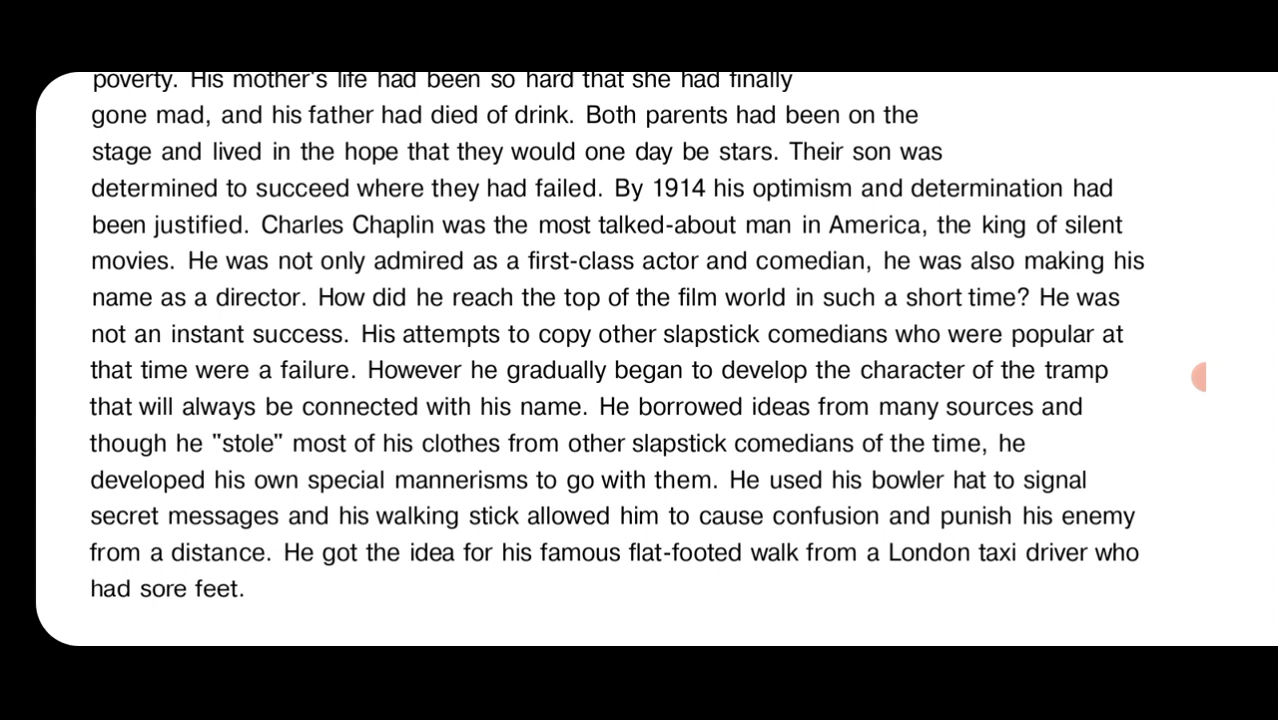 poverty. His mother's life had been so hard that she had finally
gone mad, and his father had died of drink. Both parents had been on the
stage and lived in the hope that they would one day be stars. Their son was
determined to succeed where they had failed. By 1914 his optimism and determination had
been justified. Charles Chaplin was the most talked-about man in America, the king of silent
movies. He was not only admired as a first-class actor and comedian, he was also making his
name as a director. How did he reach the top of the film world in such a short time? He was
not an instant success. His attempts to copy other slapstick comedians who were popular at
that time were a failure. However he gradually began to develop the character of the tramp
that will always be connected with his name. He borrowed ideas from many sources and
though he "stole" most of his clothes from other slapstick comedians of the time, he
developed his own special mannerisms to go with them. He used his bowler hat to signal
secret messages and his walking stick allowed him to cause confusion and punish his enemy
from a distance. He got the idea for his famous flat-footed walk from a London taxi driver who
had sore feet.